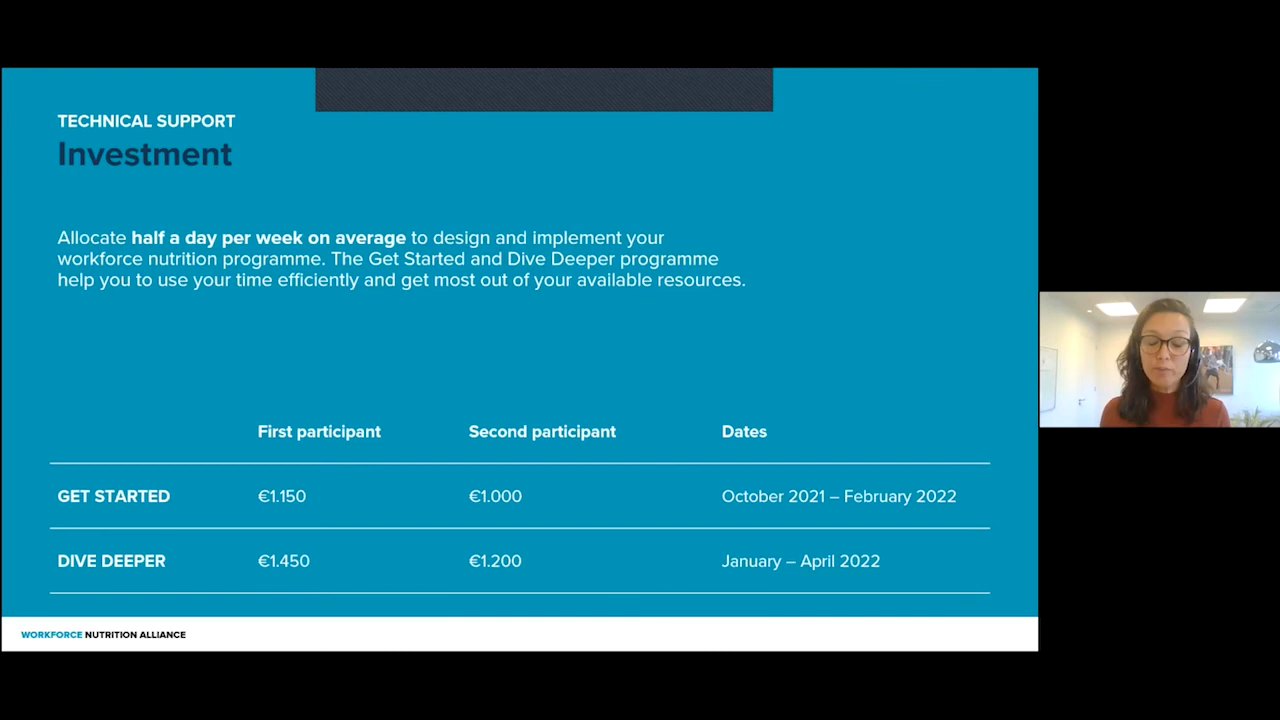 TECHNICAL SUPPORT
Investment
Allocate half a day per week on average to design and implement your
workforce nutrition programme. The Get Started and Dive Deeper programme
help you to use your time efficiently and get most out of your available resources.
First participant Second participant Dates
GET STARTED €1.150 €1.000 October 2021 – February 2022
DIVE DEEPER €1.450 €1.200 January – April 2022
WORKFORCE NUTRITION ALLIANCE